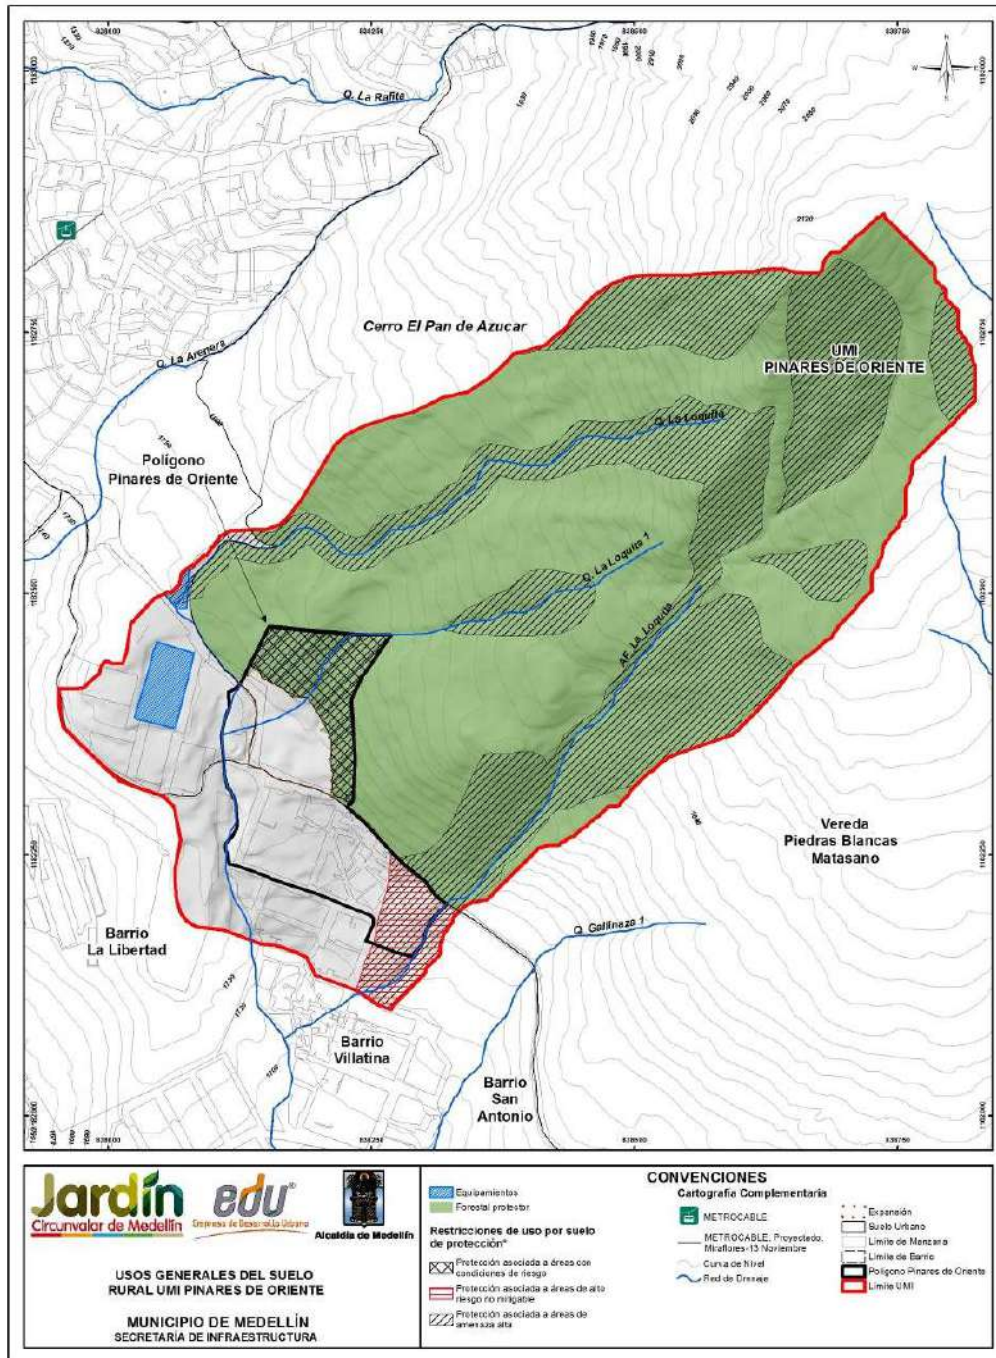 Q. La Rafita
2120
Cerro El Pan de Azucar
UMI
PINARES DE ORIENTE
Q. La Arenera
Q. La Loquita
Polígono
Pinares de Oriente
Q. La Loquita 1
AF. La Loquita
Vereda
Piedras Blancas
Matasano
Barrio
La Libertad
Q. Gallinaza 1
Barrio
Villatina
Barrio
San
Antonio
Jardín
Circunvalar de Medellín
edu®
Empresa de Desarrollo Urbano
Alcaldía de Medellín
USOS GENERALES DEL SUELO
RURAL UMI PINARES DE ORIENTE
MUNICIPIO DE MEDELLÍN
SECRETARÍA DE INFRAESTRUCTURA
CONVENCIONES
Equipamientos
Forestal protector
Restricciones de uso por suelo
de protección*
Protección asociada a áreas con
condiciones de riesgo
Protección asociada a áreas de alto
riesgo no mitigable
Protección asociada a áreas de
amenaza alta
Cartografía Complementaria
METROCABLE
METROCABLE. Proyectado.
Miraflores-13 Noviembre
Curva de Nivel
Red de Drenaje
Expansión
Suelo Urbano
Límite de Manzana
Límite de Barrio
Polígono Pinares de Oriente
Límite UMI